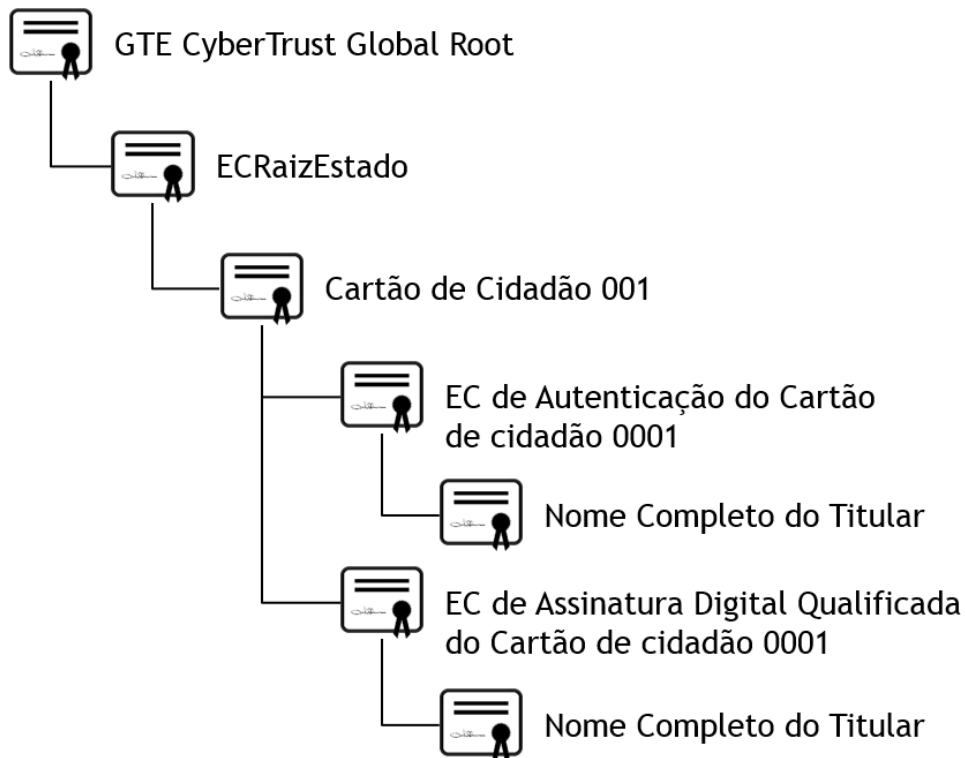 GTE CyberTrust Global Root
ECRaizEstado
Cartão de Cidadão 001
EC de Autenticação do Cartão
de cidadão 0001
Nome Completo do Titular
EC de Assinatura Digital Qualificada
do Cartão de cidadão 0001
Nome Completo do Titular